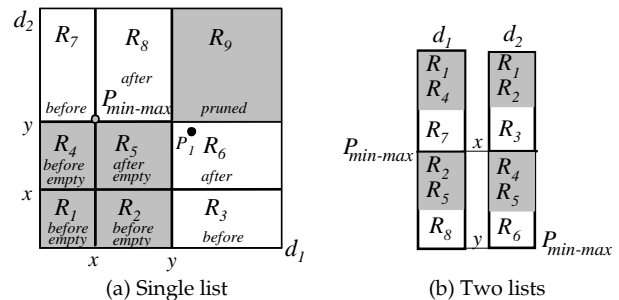 d2
R7 R8 R9
after
before Pmin-max pruned
y
P1
R4 R5 R6
before after after
empty empty
x
R1 R2 R3
before before before
empty empty
x y d1
(a) Single list
d1 d2
R1 R1
R4 R2
R7 R3
Pmin-max x
R2 R4
R5 R5
R8 R6
y Pmin-max
(b) Two lists